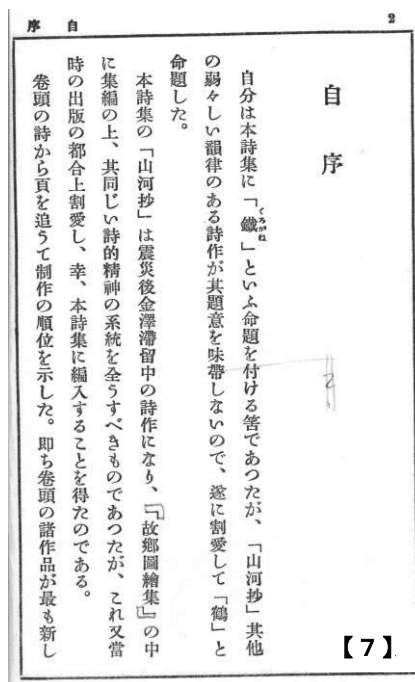 自序
2
自序
自分は本詩集に「鐵」といふ命題を付ける筈であつたが、「山河抄」其他
くろがね
の弱々しい韻律のある詩作が其題意を味帶しないので、遂に割愛して「鶴」と
命題した。
本詩集の「山河抄」は震災後金澤滯留中の詩作になり、『「故鄕圖繪集」』の中
に集編の上、其同じい詩的精神の系統を全うすべきものであつたが、これ又當
時の出版の都合上割愛し、幸、本詩集に編入することを得たのである。
卷頭の詩から頁を追うて制作の順位を示した。卽ち卷頭の諸作品が最も新し
【7】